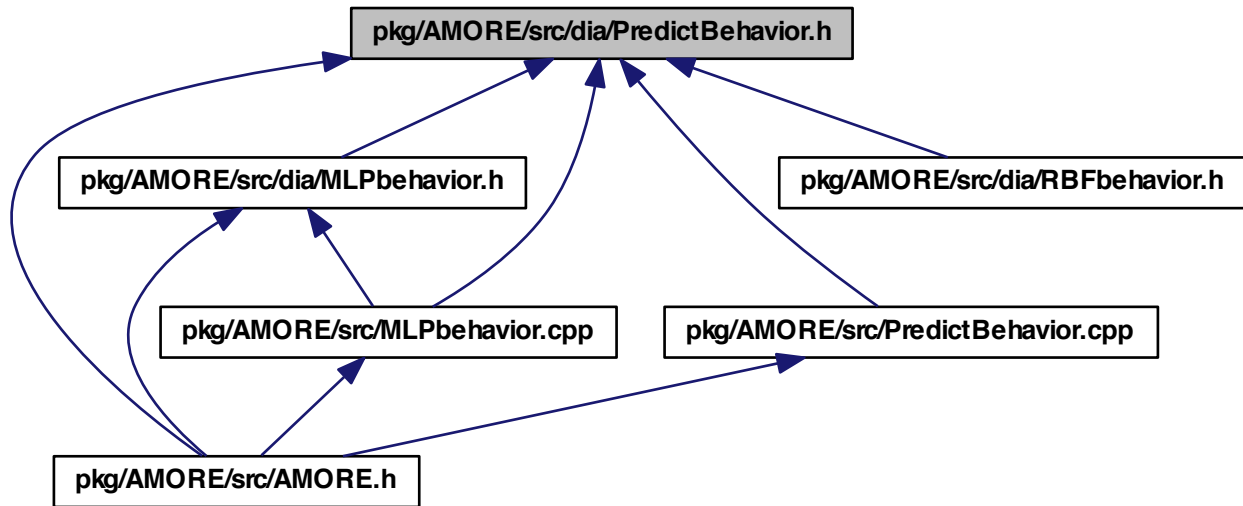 pkg/AMORE/src/dia/PredictBehavior.h
pkg/AMORE/src/dia/MLPbehavior.h
pkg/AMORE/src/dia/RBFbehavior.h
pkg/AMORE/src/MLPbehavior.cpp
pkg/AMORE/src/PredictBehavior.cpp
pkg/AMORE/src/AMORE.h